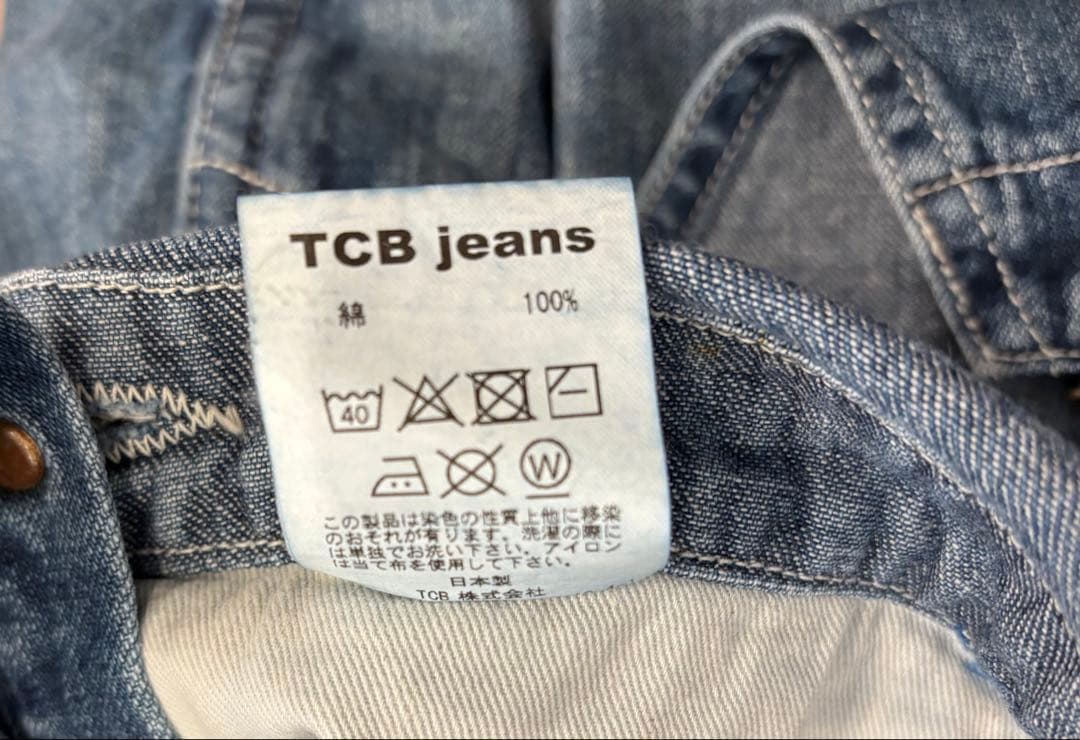 TCB jeans
綿 100%
40
W
この製品は染色の性質上他に移染
のおそれが有ります。洗濯の際に
は単独でお洗い下さい。アイロン
は当て布を使用して下さい。
日本製
TCB 株式会社